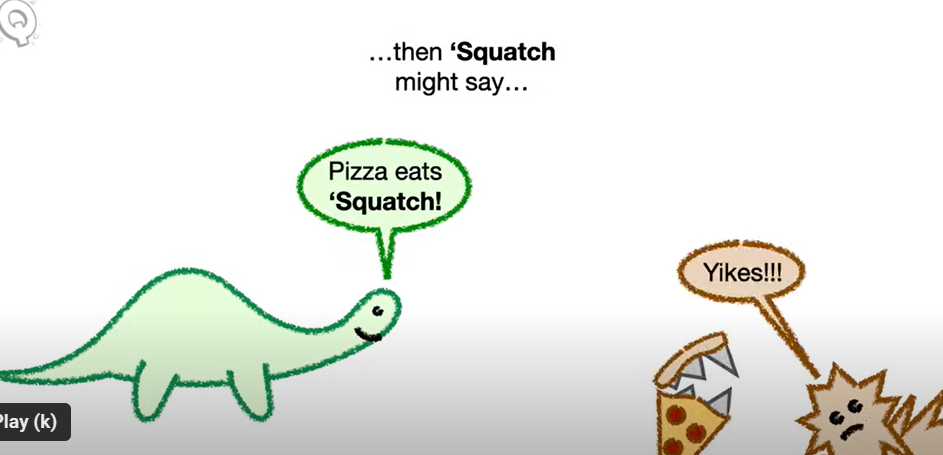 …then ‘Squatch
might say…
Pizza eats
‘Squatch!
Yikes!!!
Play (k)